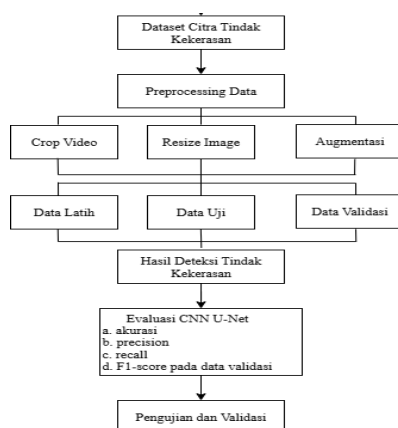 Dataset Citra Tindak
Kekerasan
Preprocessing Data
Crop Video
Resize Image
Augmentasi
Data Latih
Data Uji
Data Validasi
Hasil Deteksi Tindak
Kekerasan
Evaluasi CNN U-Net
a. akurasi
b. precision
c. recall
d. F1-score pada data validasi
Pengujian dan Validasi